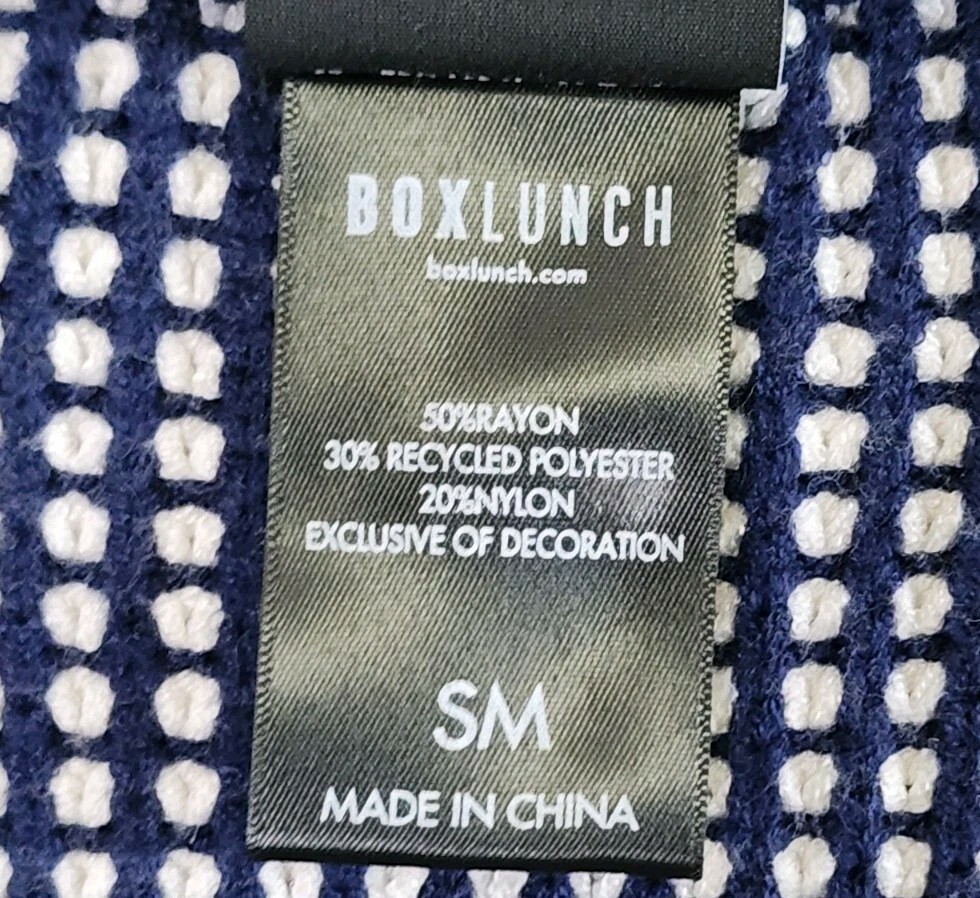 BOXLUNCH
boxlunch.com
50%RAYON
30% RECYCLED POLYESTER
20%NYLON
EXCLUSIVE OF DECORATION
SM
MADE IN CHINA